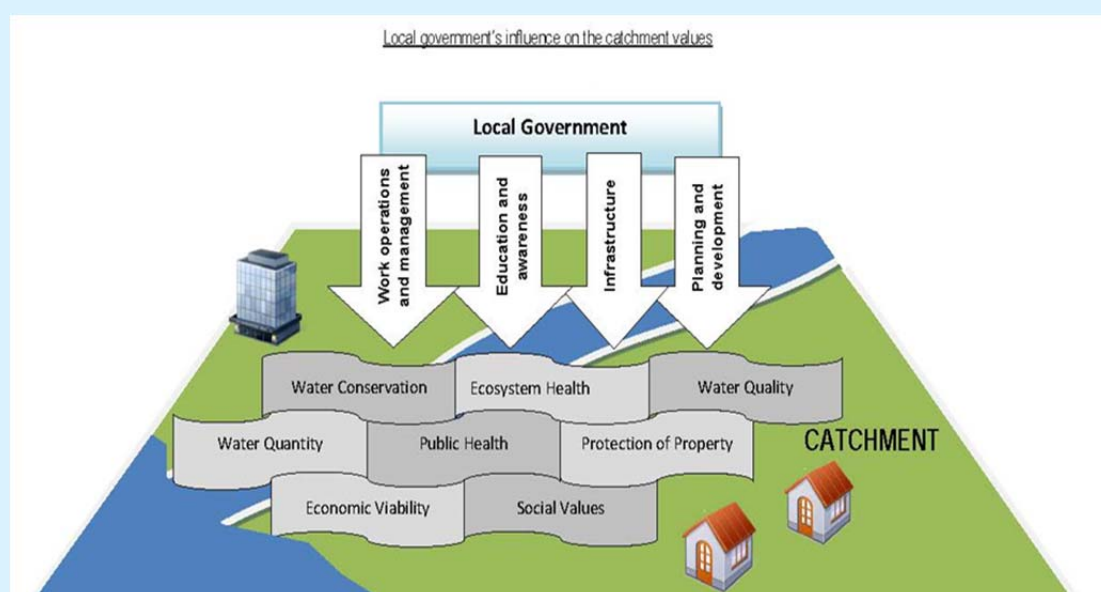 Local government's influence on the catchment values
Local Government
Work operations
and management
Education and
awareness
Infrastructure
Planning and
development
Water Conservation
Ecosystem Health
Water Quality
Water Quantity
Public Health
Protection of Property
CATCHMENT
Economic Viability
Social Values